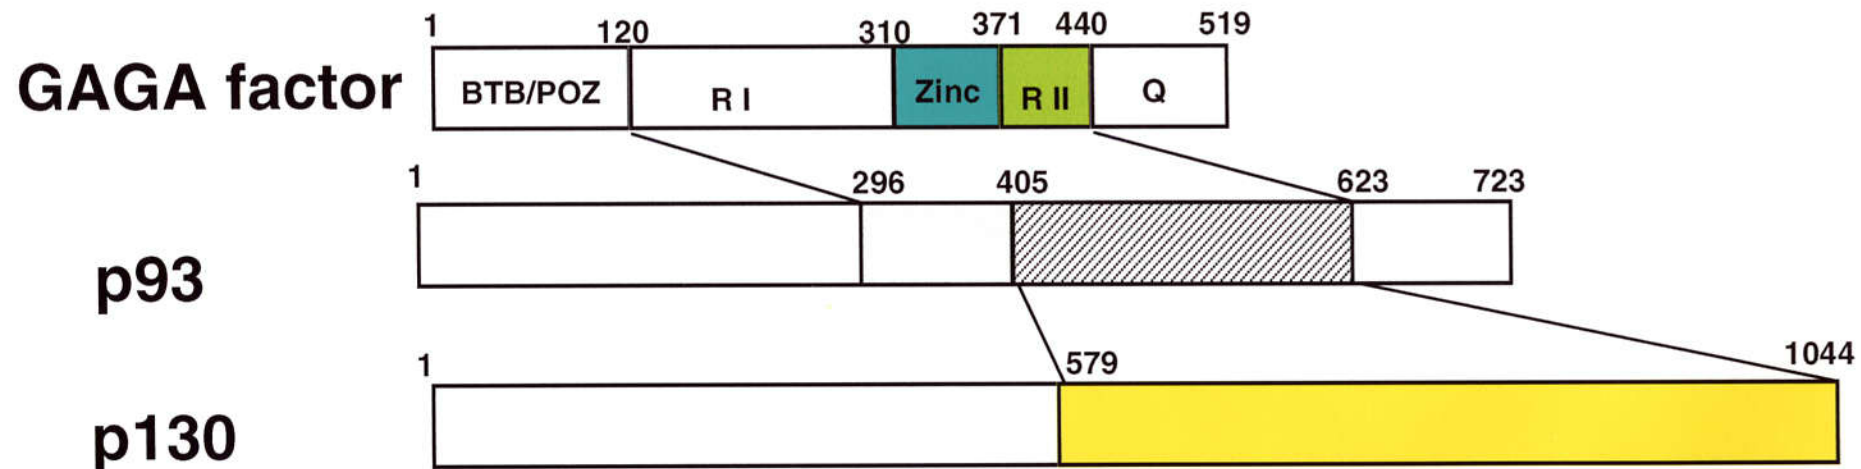 1 120 310 371 440 519
GAGA factor BTB/POZ R I Zinc R II Q
1 296 405 623 723
p93
1 579 1044
p130